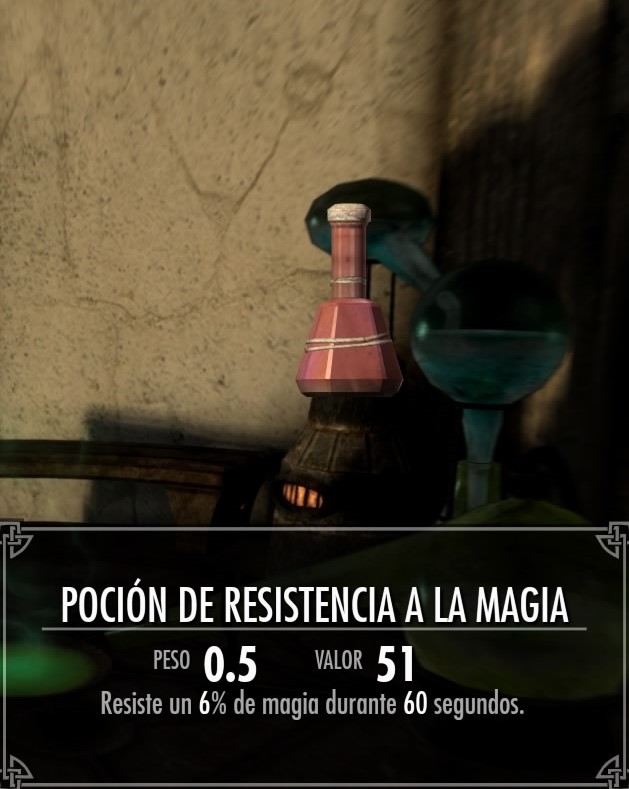 POCIÓN DE RESISTENCIA A LA MAGIA
PESO 0.5 VALOR 51
Resiste un 6% de magia durante 60 segundos.